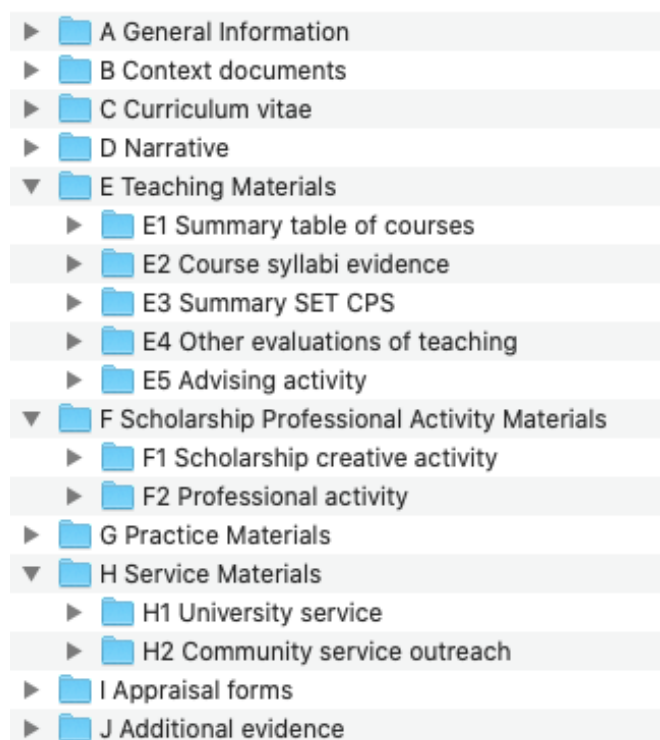 A General Information
B Context documents
C Curriculum vitae
D Narrative
E Teaching Materials
E1 Summary table of courses
E2 Course syllabi evidence
E3 Summary SET CPS
E4 Other evaluations of teaching
E5 Advising activity
F Scholarship Professional Activity Materials
F1 Scholarship creative activity
F2 Professional activity
G Practice Materials
H Service Materials
H1 University service
H2 Community service outreach
I Appraisal forms
J Additional evidence